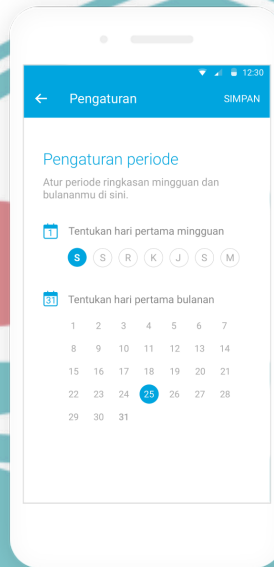 12:30
Pengaturan SIMPAN
Pengaturan periode
Atur periode ringkasan mingguan dan
bulananmu di sini.
1 Tentukan hari pertama mingguan
S S R K J S M
31 Tentukan hari pertama bulanan
1 2 3 4 5 6 7
8 9 10 11 12 13 14
15 16 17 18 19 20 21
22 23 24 25 26 27 28
29 30 31